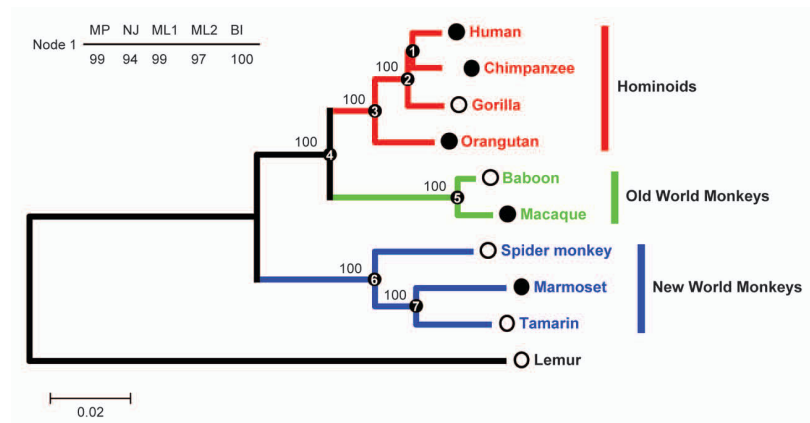 MP NJ ML1 ML2 BI
Node 1
99 94 99 97 100
Human
1
100
Chimpanzee
2
Hominoids
100
Gorilla
3
100
Orangutan
4
100
Baboon
5
Old World Monkeys
Macaque
100
Spider monkey
6
100
Marmoset
New World Monkeys
7
Tamarin
Lemur
0.02